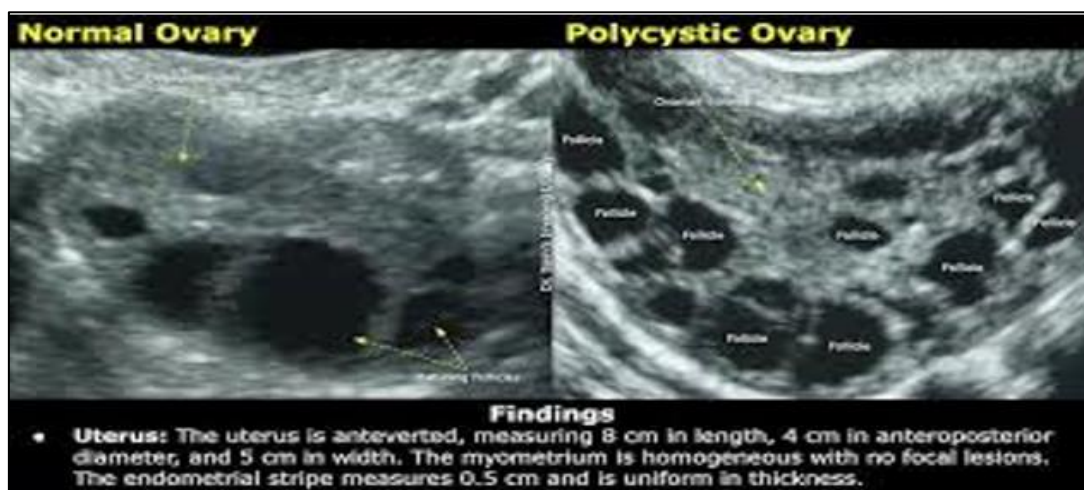 Normal Ovary
Polycystic Ovary
Maturing Follicles
Follicle
Follicle
Follicle
Follicle
Follicle
Follicle
Follicle
Follicle
Follicle
Findings
• Uterus: The uterus is anteverted, measuring 8 cm in length, 4 cm in anteroposterior
diameter, and 5 cm in width. The myometrium is homogeneous with no focal lesions.
The endometrial stripe measures 0.5 cm and is uniform in thickness.